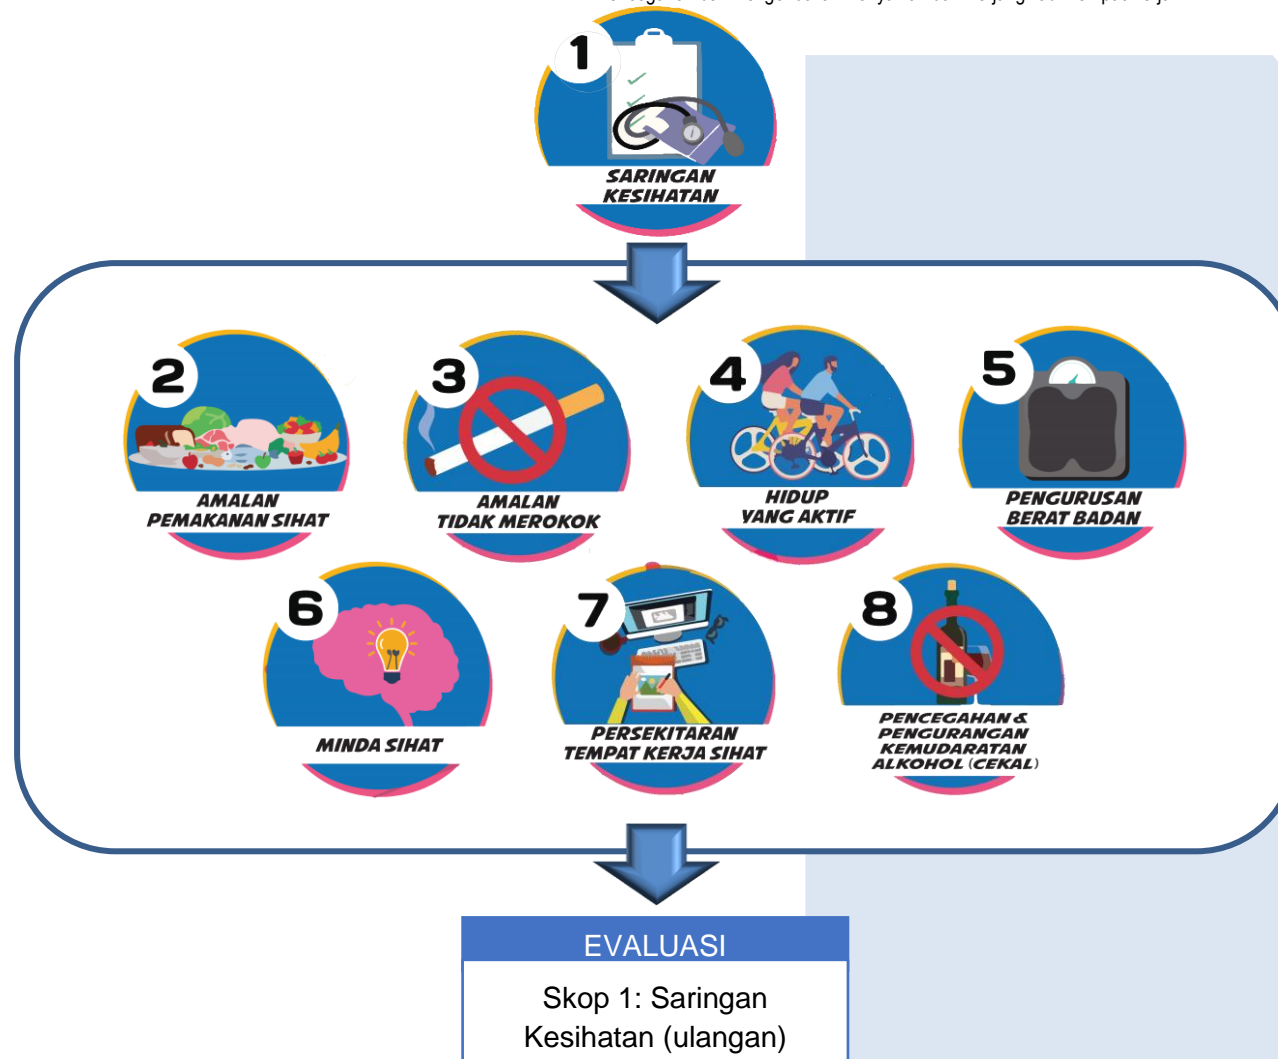 1
SARINGAN
KESIHATAN
2
AMALAN
PEMAKANAN SIHAT
3
AMALAN
TIDAK MEROKOK
4
HIDUP
YANG AKTIF
5
PENGURUSAN
BERAT BADAN
6
MINDA SIHAT
7
PERSEKITARAN
TEMPAT KERJA SIHAT
8
PENCEGAHAN &
PENGURANGAN
KEMUDARATAN
ALKOHOL (CEKAL)
EVALUASI
Skop 1: Saringan
Kesihatan (ulangan)